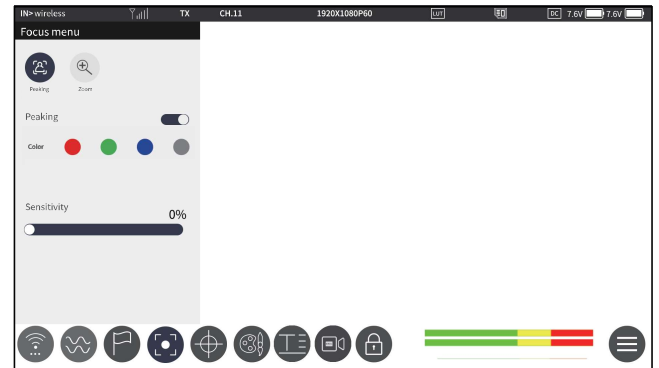 IN> wireless TX CH.11 1920X1080P60 LUT DC 7.6V 7.6V
Focus menu
Peaking Zoom
Peaking
Color
Sensitivity
0%